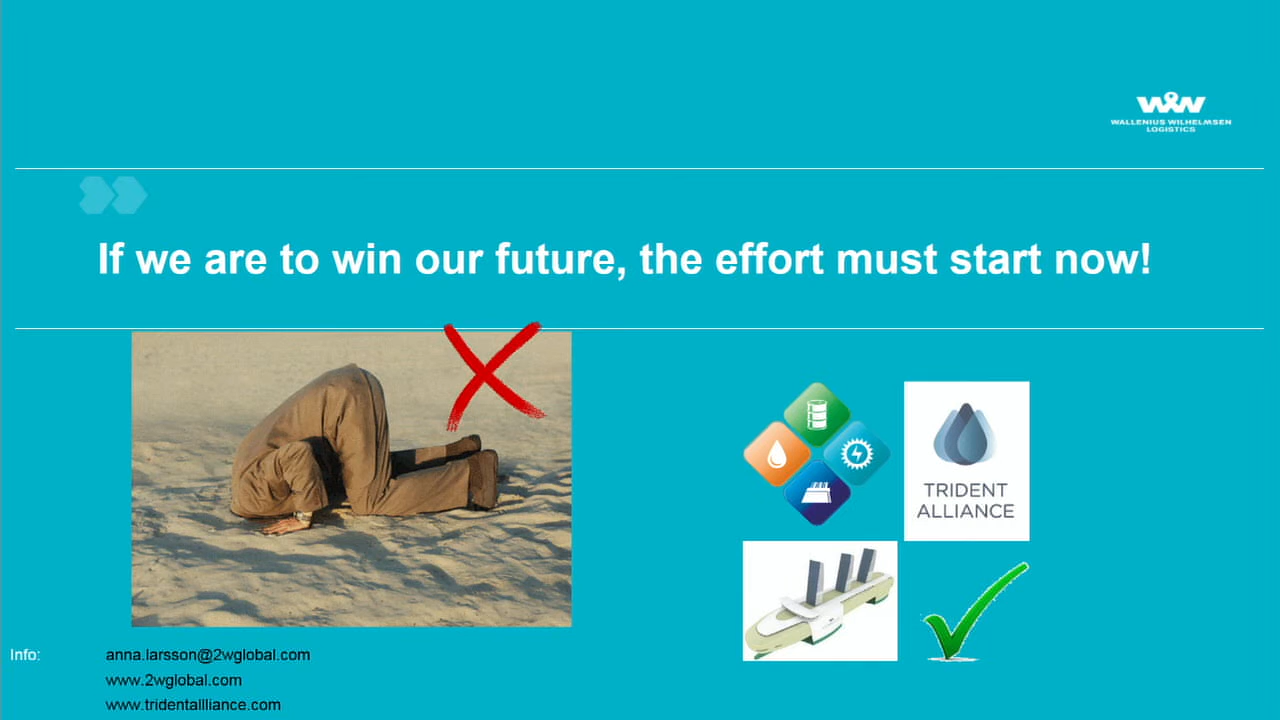 W&W
WALLENIUS WILHELMSEN
LOGISTICS
If we are to win our future, the effort must start now!
TRIDENT
ALLIANCE
Info:
anna.larsson@2wglobal.com
www.2wglobal.com
www.tridentallliance.com